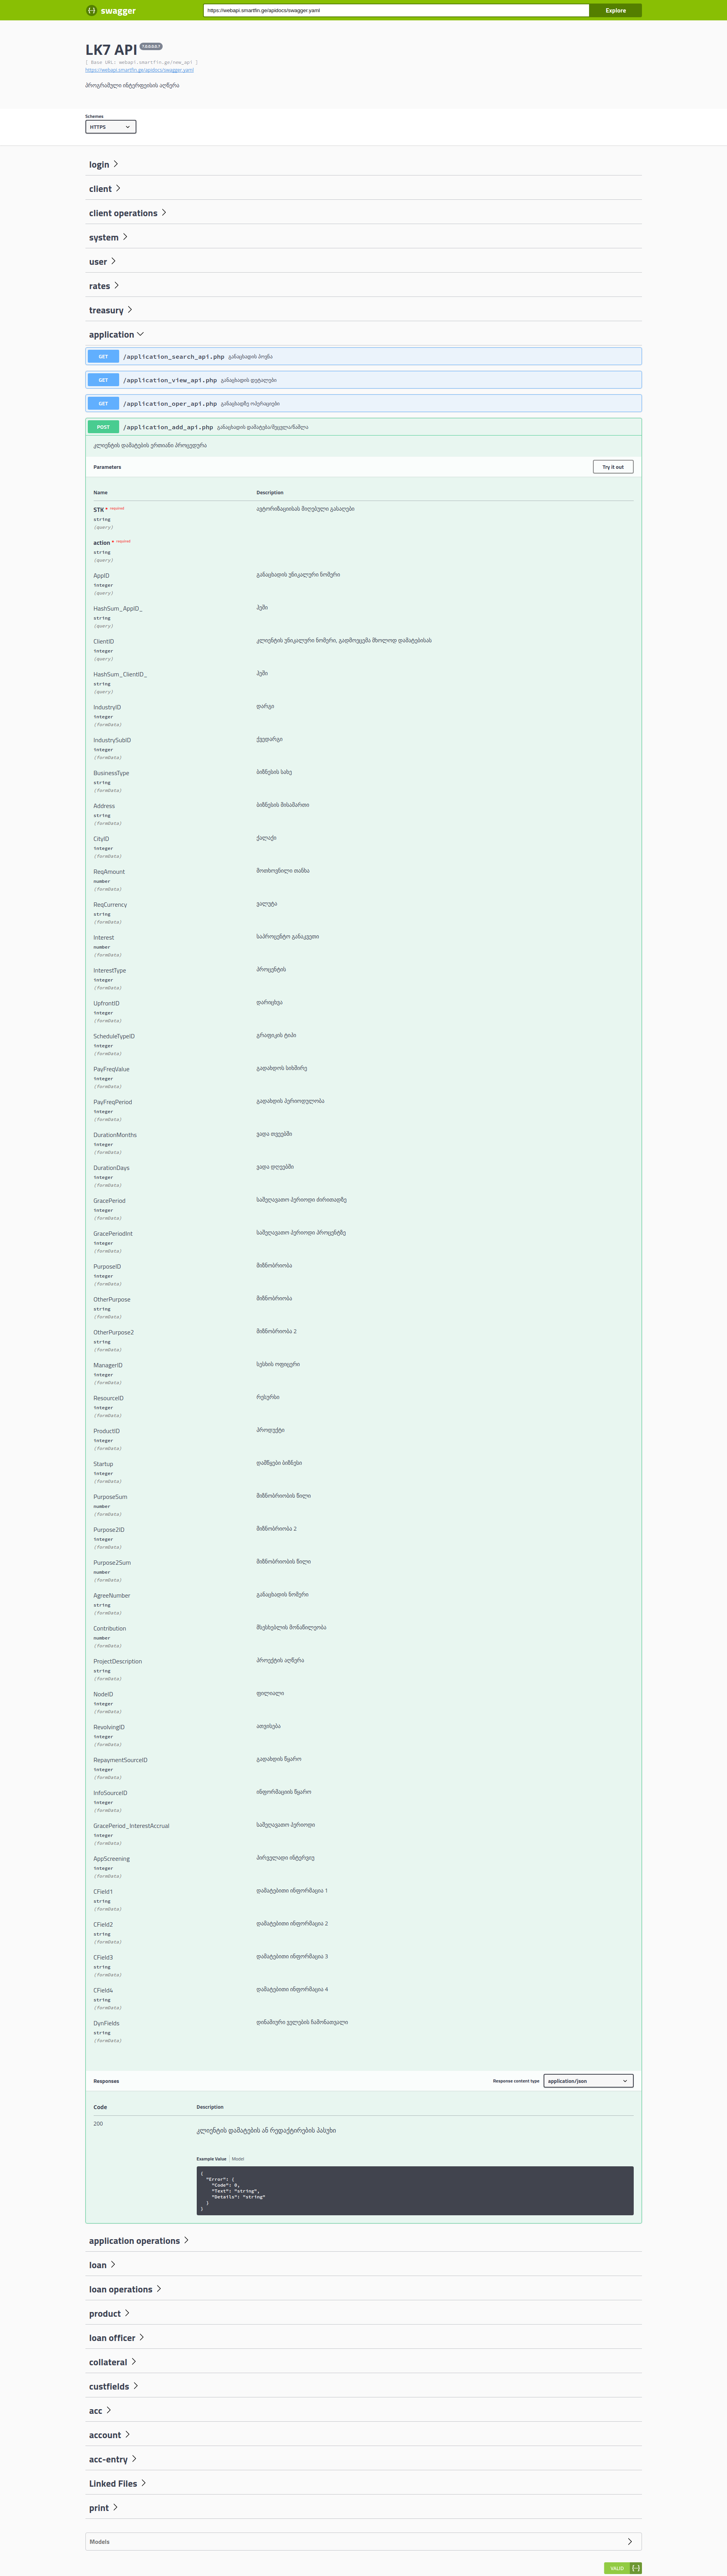 swagger
https://webapi.smartfin.ge/apidocs/swagger.yaml
Explore
LK7 API
[ Base URL: webapi.smartfin.ge/new_api ]
https://webapi.smartfin.ge/apidocs/swagger.yaml
პროგრამული ინტერფეისის აღწერა
Schemes
HTTPS
login
client
client operations
system
user
rates
treasury
application
GET /application_search_api.php განაცხადის პოვნა
GET /application_view_api.php განაცხადის დეტალები
GET /application_oper_api.php განაცხადზე ოპერაციები
POST /application_add_api.php განაცხადის დამატება/შეცვლა/წაშლა
კლიენტის დამატების ერთიანი პროცედურა
Parameters
Try it out
Name Description
STK * required ავტორიზაციისას მიღებული გასაღები
string
(query)
action * required
string
(query)
AppID განაცხადის უნიკალური ნომერი
integer
(query)
HashSum_AppID_ ჰეში
string
(query)
ClientID კლიენტის უნიკალური ნომერი, გადმოეცემა მხოლოდ დამატებისას
integer
(query)
HashSum_ClientID_ ჰეში
string
(query)
IndustryID დარგი
integer
(formData)
IndustrySubID ქვედარგი
integer
(formData)
BusinessType ბიზნესის სახე
string
(formData)
Address ბიზნესის მისამართი
string
(formData)
CityID ქალაქი
integer
(formData)
ReqAmount მოთხოვნილი თანხა
number
(formData)
ReqCurrency ვალუტა
string
(formData)
Interest საპროცენტო განაკვეთი
number
(formData)
InterestType პროცენტის
integer
(formData)
UpfrontID დარიცხვა
integer
(formData)
ScheduleTypeID გრაფიკის ტიპი
integer
(formData)
PayFreqValue გადახდოს სიხშირე
integer
(formData)
PayFreqPeriod გადახდის პერიოდულობა
integer
(formData)
DurationMonths ვადა თვეებში
integer
(formData)
DurationDays ვადა დღეებში
integer
(formData)
GracePeriod საშეღავათო პერიოდი ძირითადზე
integer
(formData)
GracePeriodInt საშეღავათო პერიოდი პროცენტზე
integer
(formData)
PurposeID მიზნობრიობა
integer
(formData)
OtherPurpose მიზნობრიობა
string
(formData)
OtherPurpose2 მიზნობრიობა 2
string
(formData)
ManagerID სესხის ოფიცერი
integer
(formData)
ResourceID რესურსი
integer
(formData)
ProductID პროდუქტი
integer
(formData)
Startup დამწყები ბიზნესი
integer
(formData)
PurposeSum მიზნობრიობის წილი
number
(formData)
Purpose2ID მიზნობრიობა 2
integer
(formData)
Purpose2Sum მიზნობრიობის წილი
number
(formData)
AgreeNumber განაცხადის ნომერი
string
(formData)
Contribution მსესხებლის მონაწილეობა
number
(formData)
ProjectDescription პროექტის აღწერა
string
(formData)
NodeID ფილიალი
integer
(formData)
RevolvingID ათვისება
integer
(formData)
RepaymentSourceID გადახდის წყარო
integer
(formData)
InfoSourceID ინფორმაციის წყარო
integer
(formData)
GracePeriod_InterestAccrual საშეღავათო პერიოდი
integer
(formData)
AppScreening პირველადი ინტერვიუ
integer
(formData)
CField1 დამატებითი ინფორმაცია 1
string
(formData)
CField2 დამატებითი ინფორმაცია 2
string
(formData)
CField3 დამატებითი ინფორმაცია 3
string
(formData)
CField4 დამატებითი ინფორმაცია 4
string
(formData)
DynFields დინამიური ველების ჩამონათვალი
string
(formData)
Responses
Response content type application/json
Code Description
200 კლიენტის დამატების ან რედაქტირების პასუხი
Example Value | Model
{
"Error": {
"Code": 0,
"Text": "string",
"Details": "string"
}
}
application operations
loan
loan operations
product
loan officer
collateral
custfields
acc
account
acc-entry
Linked Files
print
Models
VALID {-}